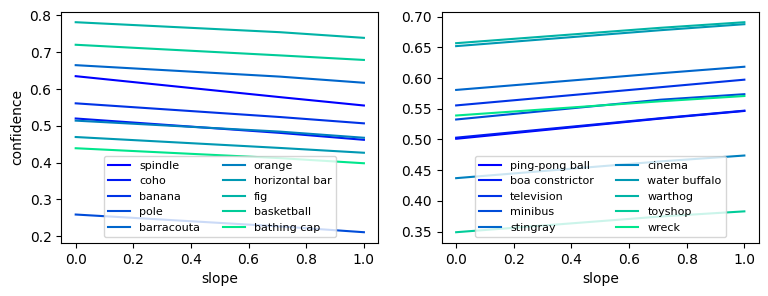 0.8
0.7
0.6
0.5
0.4
0.3
0.2
confidence
0.0 0.2 0.4 0.6 0.8 1.0
slope
spindle
coho
banana
pole
barracouta
orange
horizontal bar
fig
basketball
bathing cap
0.70
0.65
0.60
0.55
0.50
0.45
0.40
0.35
0.0 0.2 0.4 0.6 0.8 1.0
slope
ping-pong ball
boa constrictor
television
minibus
stingray
cinema
water buffalo
warthog
toyshop
wreck